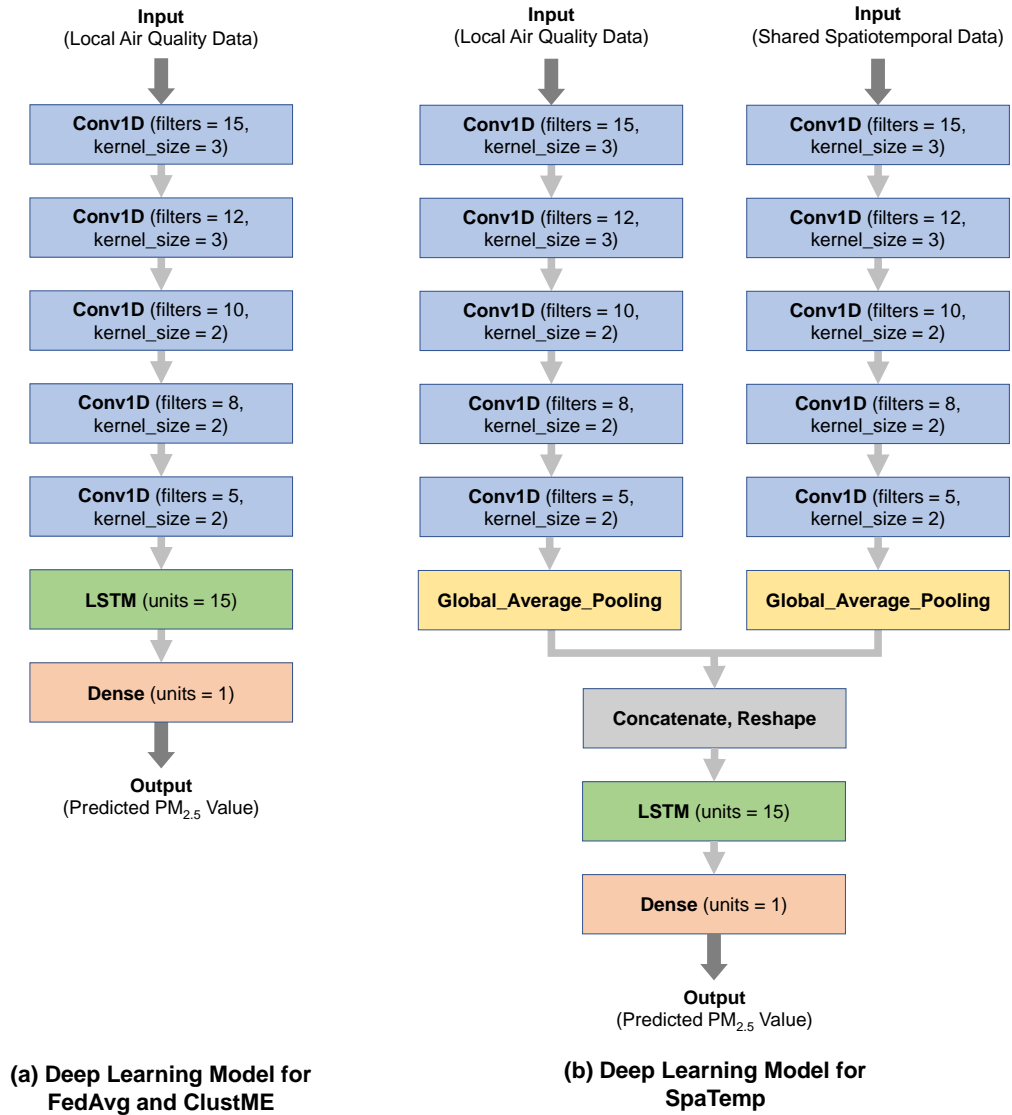 Input
(Local Air Quality Data)
Conv1D (filters = 15,
kernel_size = 3)
Conv1D (filters = 12,
kernel_size = 3)
Conv1D (filters = 10,
kernel_size = 2)
Conv1D (filters = 8,
kernel_size = 2)
Conv1D (filters = 5,
kernel_size = 2)
LSTM (units = 15)
Dense (units = 1)
Output
(Predicted PM2.5 Value)
(a) Deep Learning Model for
FedAvg and ClustME
Input
(Local Air Quality Data)
Conv1D (filters = 15,
kernel_size = 3)
Conv1D (filters = 12,
kernel_size = 3)
Conv1D (filters = 10,
kernel_size = 2)
Conv1D (filters = 8,
kernel_size = 2)
Conv1D (filters = 5,
kernel_size = 2)
Global_Average_Pooling
Input
(Shared Spatiotemporal Data)
Conv1D (filters = 15,
kernel_size = 3)
Conv1D (filters = 12,
kernel_size = 3)
Conv1D (filters = 10,
kernel_size = 2)
Conv1D (filters = 8,
kernel_size = 2)
Conv1D (filters = 5,
kernel_size = 2)
Global_Average_Pooling
Concatenate, Reshape
LSTM (units = 15)
Dense (units = 1)
Output
(Predicted PM2.5 Value)
(b) Deep Learning Model for
SpaTemp